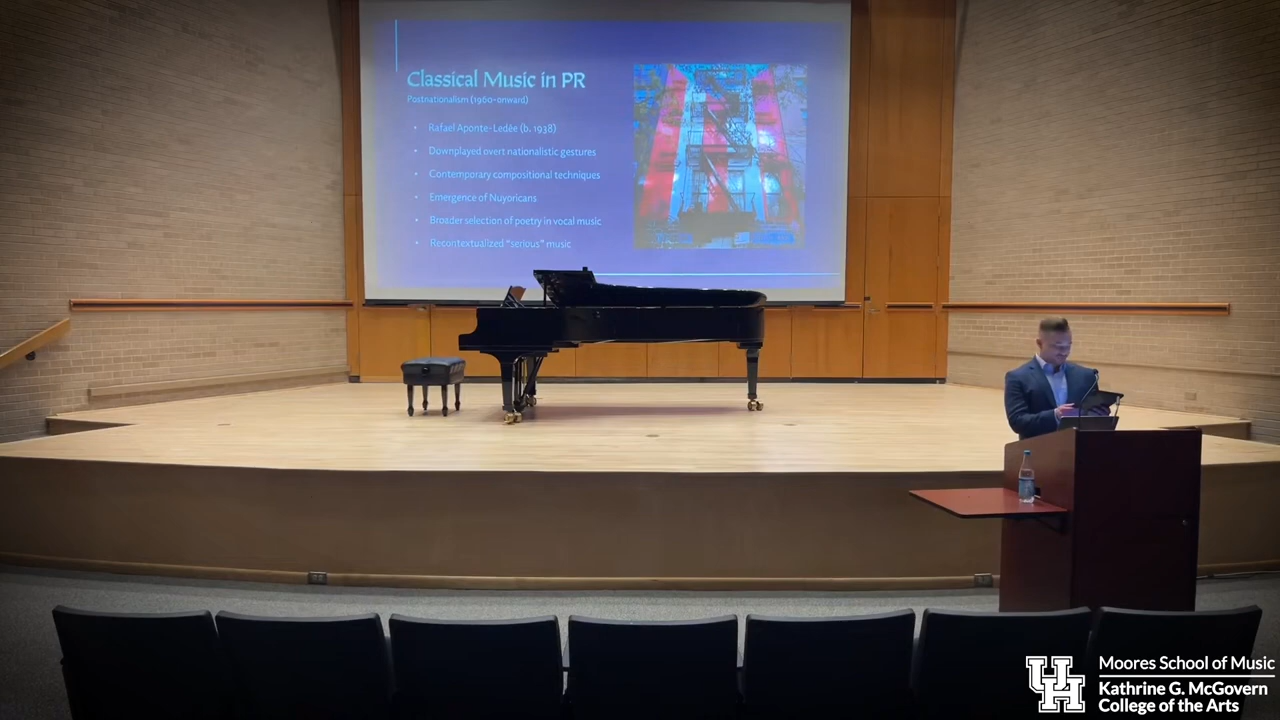 Classical Music in PR
Postnationalism (1960-onward)
• Rafael Aponte-Ledée (b. 1938)
• Downplayed overt nationalistic gestures
• Contemporary compositional techniques
• Emergence of Nuyoricans
• Broader selection of poetry in vocal music
• Recontextualized "serious" music
UH
Moores School of Music
Kathrine G. McGovern
College of the Arts